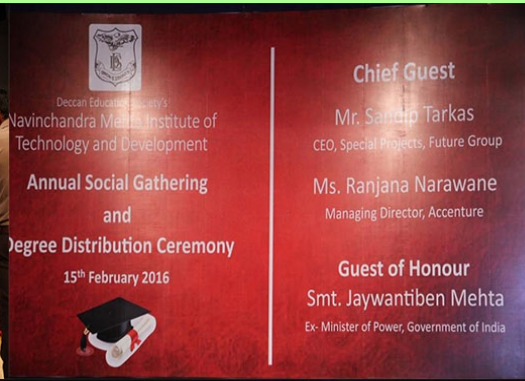 Deccan Education Society's
Navinchandra Mehta Institute of
Technology and Development
Annual Social Gathering
and
Degree Distribution Ceremony
15th February 2016
Chief Guest
Mr. Sandip Tarkas
CEO, Special Projects, Future Group
Ms. Ranjana Narawane
Managing Director, Accenture
Guest of Honour
Smt. Jaywantiben Mehta
Ex- Minister of Power, Government of India